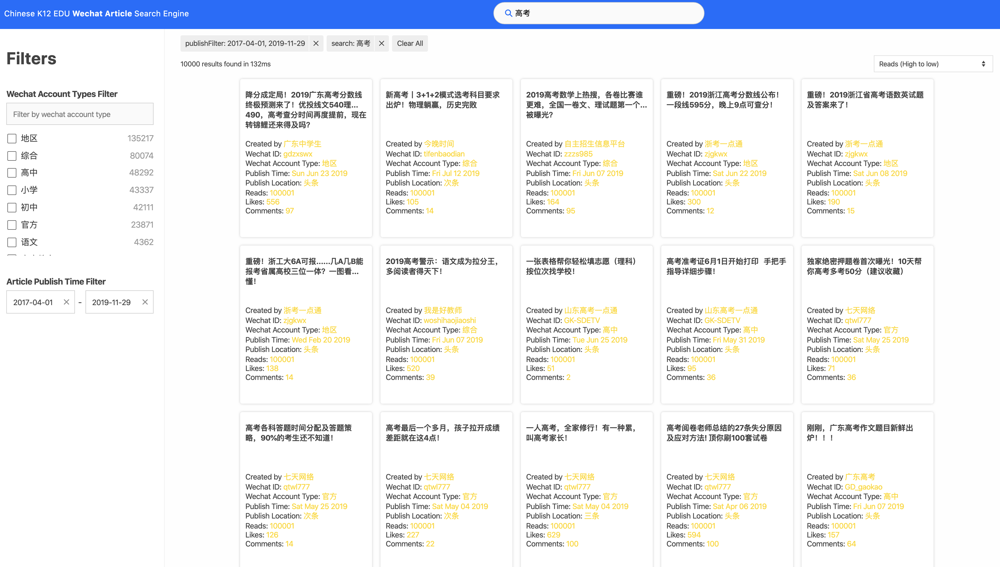 Chinese K12 EDU Wechat Article Search Engine
高考
Filters
Wechat Account Types Filter
Filter by wechat account type
地区 135217
综合 80074
高中 48292
小学 43337
初中 42111
官方 23871
语文 4362
Article Publish Time Filter
2017-04-01 - 2019-11-29
publishFilter: 2017-04-01, 2019-11-29
search: 高考
Clear All
10000 results found in 132ms
Reads (High to low)
降分成定局！2019广东高考分数线
终极预测来了！优投线文540理...
490，高考查分时间再度提前，现在
转锦鲤还来得及吗?
Created by 广东中学生
Wechat ID: gdzxswx
Wechat Account Type: 地区
Publish Time: Sun Jun 23 2019
Publish Location: 头条
Reads: 100001
Likes: 556
Comments: 97
新高考丨3+1+2模式选考科目要求
出炉！物理躺赢，历史完败
Created by 今晚时间
Wechat ID: tifenbaodian
Wechat Account Type: 综合
Publish Time: Fri Jul 12 2019
Publish Location: 次条
Reads: 100001
Likes: 105
Comments: 14
2019高考数学上热搜，各卷比赛谁
更难，全国一卷文、理试题第一个...
被曝光?
Created by 自主招生信息平台
Wechat ID: zzzs985
Wechat Account Type: 综合
Publish Time: Fri Jun 07 2019
Publish Location: 头条
Reads: 100001
Likes: 164
Comments: 95
重磅！2019浙江高考分数线公布！
一段线595分，晚上9点可查分！
Created by 浙考一点通
Wechat ID: zjgkwx
Wechat Account Type: 地区
Publish Time: Sat Jun 22 2019
Publish Location: 头条
Reads: 100001
Likes: 300
Comments: 12
重磅！2019浙江省高考语数英试题
及答案来了！
Created by 浙考一点通
Wechat ID: zjgkwx
Wechat Account Type: 地区
Publish Time: Sat Jun 08 2019
Publish Location: 头条
Reads: 100001
Likes: 190
Comments: 15
重磅！浙工大6A可报......几A几B能
报考省属高校三位一体？一图看...
懂！
Created by 浙考一点通
Wechat ID: zjgkwx
Wechat Account Type: 地区
Publish Time: Wed Feb 20 2019
Publish Location: 头条
Reads: 100001
Likes: 138
Comments: 14
2019高考警示：语文成为拉分王，
多阅读者得天下！
Created by 我是好教师
Wechat ID: woshihaojiaoshi
Wechat Account Type: 综合
Publish Time: Fri Jun 07 2019
Publish Location: 头条
Reads: 100001
Likes: 520
Comments: 39
一张表格帮你轻松填志愿（理科）
按位次找学校！
Created by 山东高考一点通
Wechat ID: GK-SDETV
Wechat Account Type: 高中
Publish Time: Tue Jun 25 2019
Publish Location: 头条
Reads: 100001
Likes: 51
Comments: 2
高考准考证6月1日开始打印 手把手
指导详细步骤！
Created by 山东高考一点通
Wechat ID: GK-SDETV
Wechat Account Type: 高中
Publish Time: Fri May 31 2019
Publish Location: 头条
Reads: 100001
Likes: 95
Comments: 36
独家绝密押题卷首次曝光！10天帮
你高考多考50分（建议收藏）
Created by 七天网络
Wechat ID: qtwl777
Wechat Account Type: 官方
Publish Time: Sat May 25 2019
Publish Location: 头条
Reads: 100001
Likes: 71
Comments: 36
高考各科答题时间分配及答题策
略，90%的考生还不知道！
Created by 七天网络
Wechat ID: qtwl777
Wechat Account Type: 官方
Publish Time: Sat May 25 2019
Publish Location: 次条
Reads: 100001
Likes: 126
Comments: 14
高考最后一个多月，孩子拉开成绩
差距就在这4点！
Created by 七天网络
Wechat ID: qtwl777
Wechat Account Type: 官方
Publish Time: Sat May 04 2019
Publish Location: 次条
Reads: 100001
Likes: 227
Comments: 22
一人高考，全家修行！有一种累，
叫高考家长！
Created by 七天网络
Wechat ID: qtwl777
Wechat Account Type: 官方
Publish Time: Sat May 04 2019
Publish Location: 三条
Reads: 100001
Likes: 629
Comments: 100
高考阅卷老师总结的27条失分原因
及应对方法! 顶你刷100套试卷
Created by 七天网络
Wechat ID: qtwl777
Wechat Account Type: 官方
Publish Time: Sat Apr 06 2019
Publish Location: 头条
Reads: 100001
Likes: 594
Comments: 100
刚刚，广东高考作文题目新鲜出
炉！！！
Created by 广东高考
Wechat ID: GD_gaokao
Wechat Account Type: 高中
Publish Time: Fri Jun 07 2019
Publish Location: 头条
Reads: 100001
Likes: 157
Comments: 64